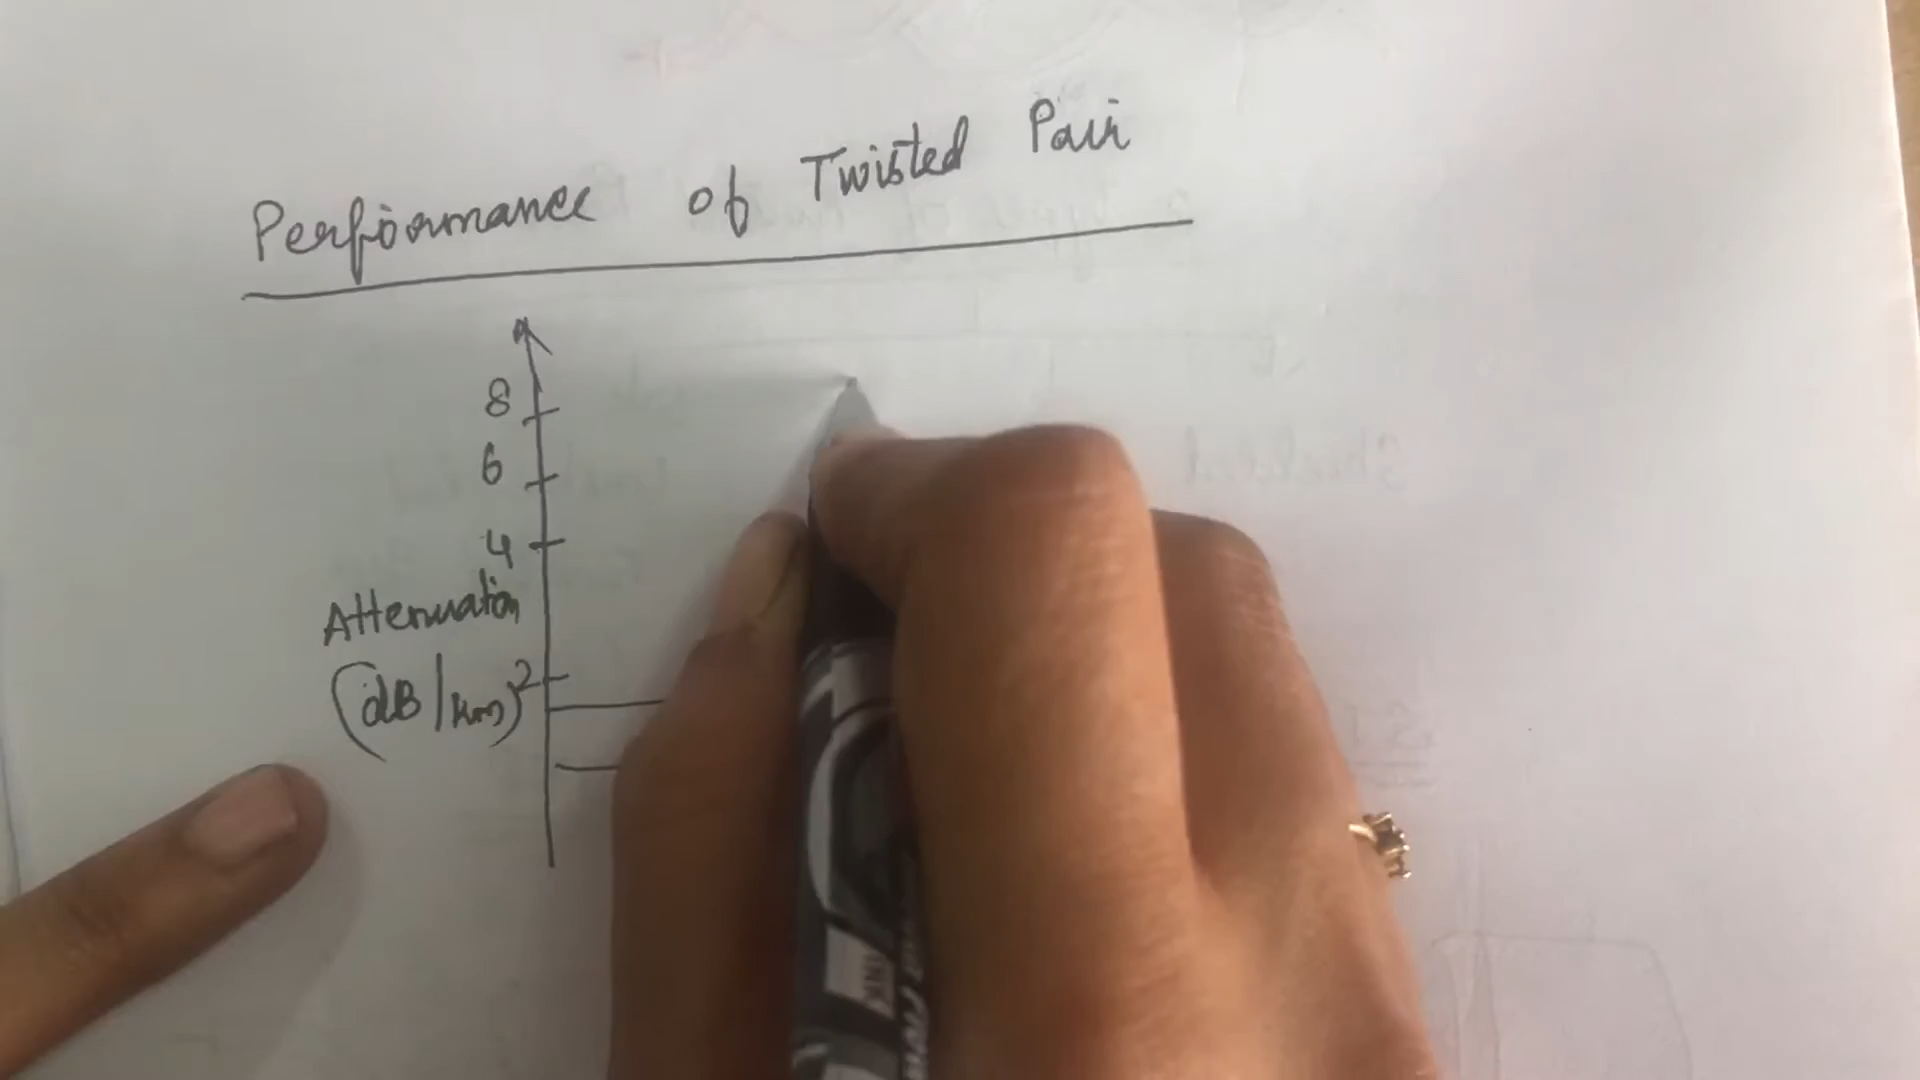 Performance of Twisted Pair
8
6
4
Attenuation
2
(dB/km)